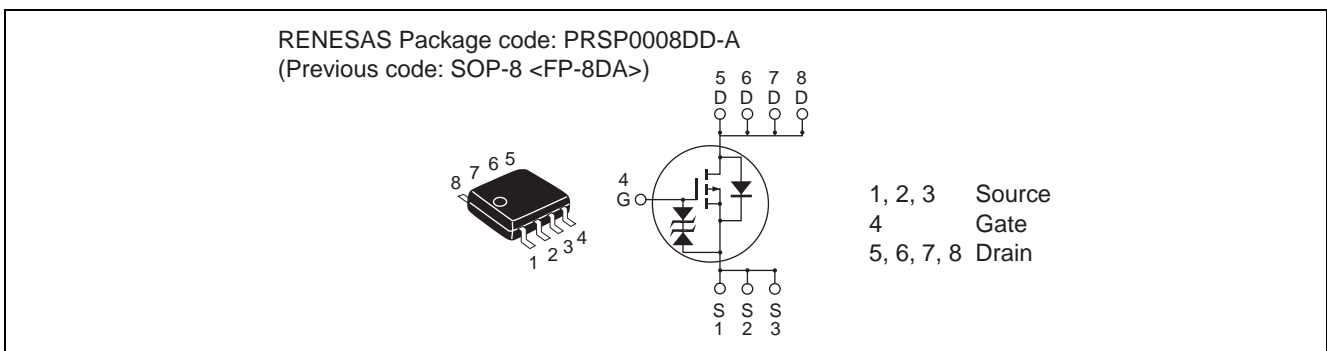 RENESAS Package code: PRSP0008DD-A
(Previous code: SOP-8 <FP-8DA>)
5 6 7 8
D D D D
8 7 6 5
1 2 3 4
4
G
S S S
1 2 3
1, 2, 3 Source
4 Gate
5, 6, 7, 8 Drain